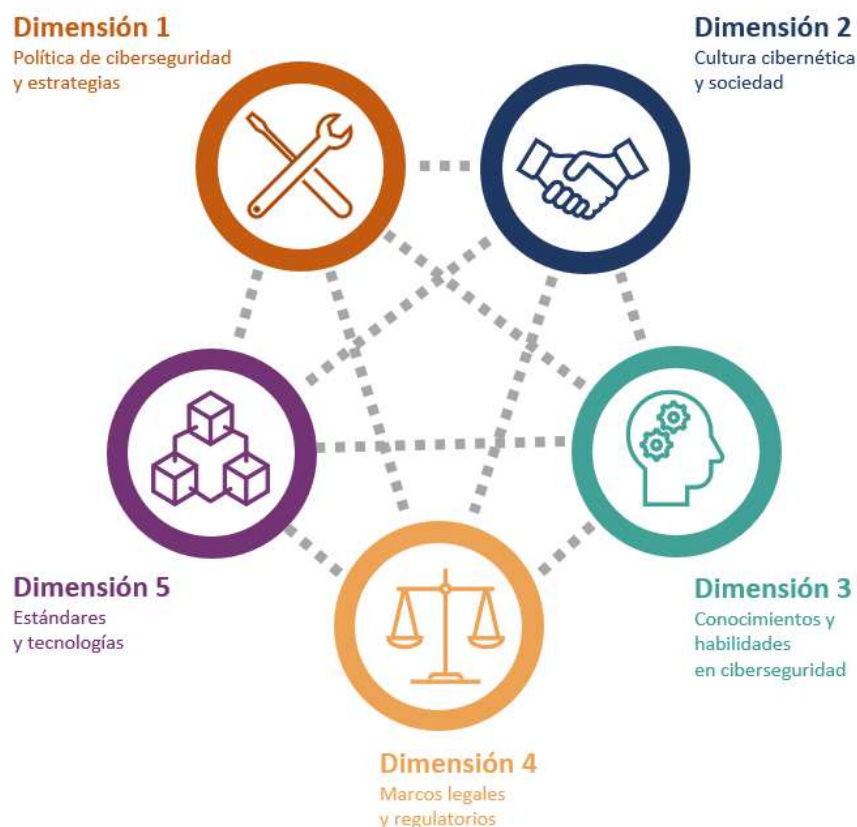 Dimensión 1
Política de ciberseguridad
y estrategias
Dimensión 2
Cultura cibernética
y sociedad
Dimensión 5
Estándares
y tecnologías
Dimensión 3
Conocimientos y
habilidades
en ciberseguridad
Dimensión 4
Marcos legales
y regulatorios